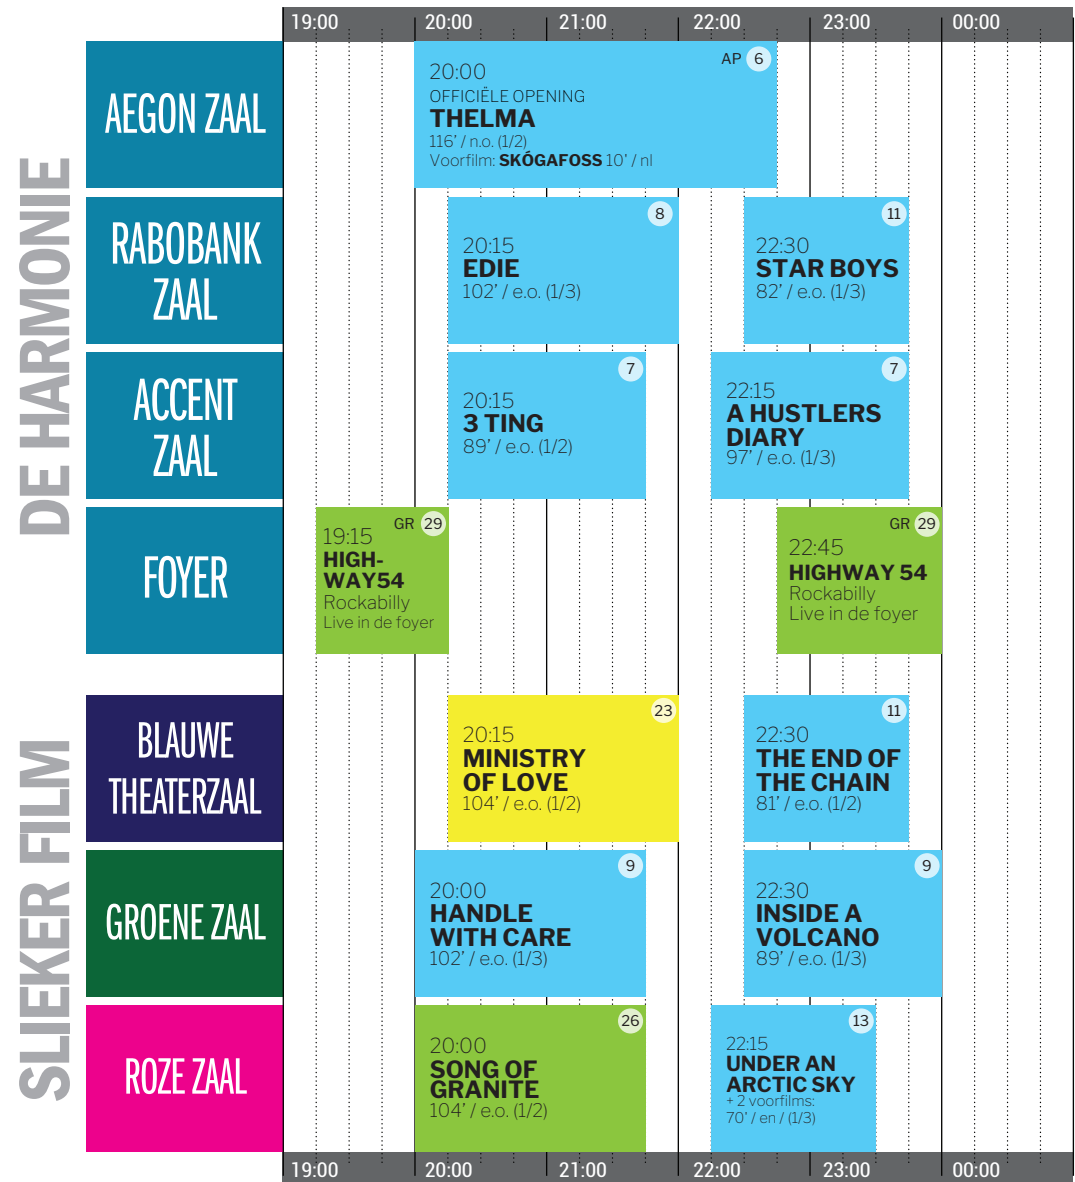 19:00 20:00 21:00 22:00 23:00 00:00
DE HARMONIE
AEGON ZAAL
AP 6
20:00
OFFICIËLE OPENING
THELMA
116’ / n.o. (1/2)
Voorfilm: SKÓGAFOSS 10’ / nl
RABOBANK
ZAAL
8
20:15
EDIE
102’ / e.o. (1/3)
11
22:30
STAR BOYS
82’ / e.o. (1/3)
ACCENT
ZAAL
7
20:15
3 TING
89’ / e.o. (1/2)
7
22:15
A HUSTLERS
DIARY
97’ / e.o. (1/3)
FOYER
GR 29
19:15
HIGH-
WAY54
Rockabilly
Live in de foyer
GR 29
22:45
HIGHWAY 54
Rockabilly
Live in de foyer
SLIEKER FILM
BLAUWE
THEATERZAAL
23
20:15
MINISTRY
OF LOVE
104’ / e.o. (1/2)
11
22:30
THE END OF
THE CHAIN
81’ / e.o. (1/2)
GROENE ZAAL
9
20:00
HANDLE
WITH CARE
102’ / e.o. (1/3)
9
22:30
INSIDE A
VOLCANO
89’ / e.o. (1/3)
ROZE ZAAL
26
20:00
SONG OF
GRANITE
104’ / e.o. (1/2)
13
22:15
UNDER AN
ARCTIC SKY
+ 2 voorfilms:
70’ / en / (1/3)
19:00 20:00 21:00 22:00 23:00 00:00